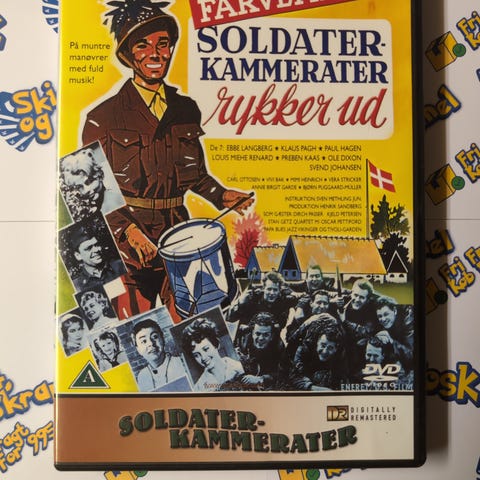 På muntre
manøvrer
med fuld
musik!
SOLDATER-
KAMMERATER
rykker ud
De 7: EBBE LANGBERG ★ KLAUS PAGH ★ PAUL HAGEN
LOUIS MIEHE RENARD ★ PREBEN KAAS ★ OLE DIXON
SVEND JOHANSEN
CARL OTTOSEN ★ VIVI BAK ★ MIMI HEINRICH ★ VERA STRICKER
ANNIE BIRGIT GARDE ★ BJØRN PUGGAARD-MÜLLER
INSTRUKTION: SVEN METHLING JUN.
PRODUKTION HENRIK SANDBERG
SOM GÆSTER DIRCH PASSER KJELD PETERSEN
STAN GETZ QUARTET M/ OSCAR PETTIFORD
PAPA BUES JAZZ VIKINGER OG TIVOLI-GARDEN
A
DVD
SOLDATER-
KAMMERATER
DIGITALLY
REMASTERED